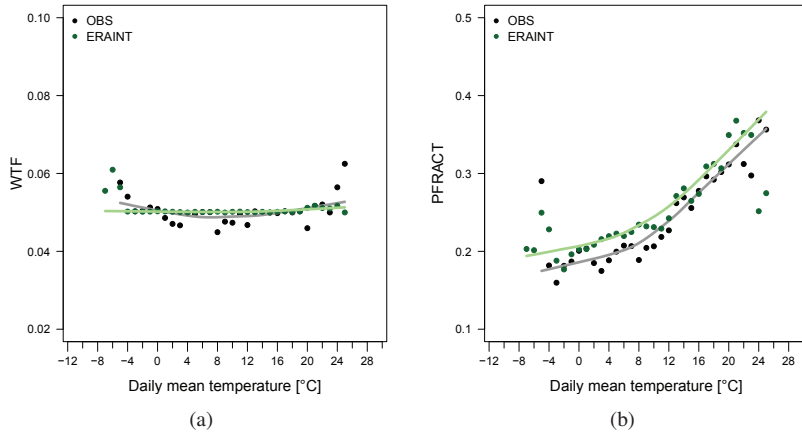 OBS
ERAINT
WTF
0.10
0.08
0.06
0.04
0.02
−12 −8 −4 0 4 8 12 16 20 24 28
Daily mean temperature [°C]
(a)
OBS
ERAINT
PFRACT
0.5
0.4
0.3
0.2
0.1
−12 −8 −4 0 4 8 12 16 20 24 28
Daily mean temperature [°C]
(b)